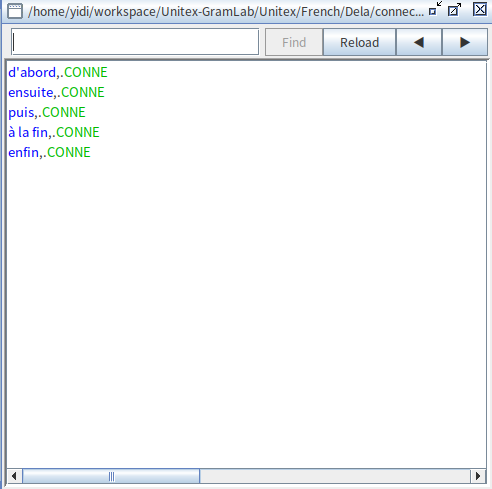 /home/yidi/workspace/Unitex-GramLab/Unitex/French/Dela/connec...
Find Reload
d'abord,.CONNE
ensuite,.CONNE
puis,.CONNE
à la fin,.CONNE
enfin,.CONNE